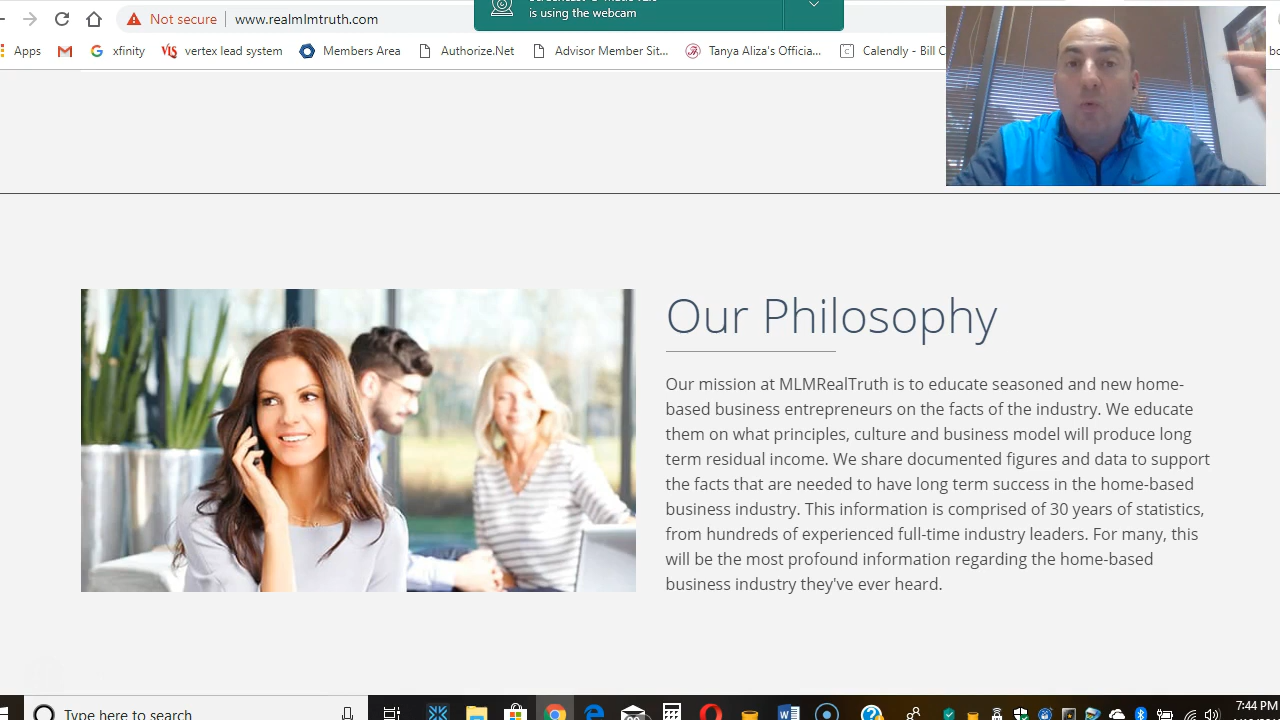 Not secure
www.realmlmtruth.com
is using the webcam
Apps
xfinity
vertex lead system
Members Area
Authorize.Net
Advisor Member Sit...
Tanya Aliza's Officia...
Calendly - Bill C
Our Philosophy
Our mission at MLMRealTruth is to educate seasoned and new home-
based business entrepreneurs on the facts of the industry. We educate
them on what principles, culture and business model will produce long
term residual income. We share documented figures and data to support
the facts that are needed to have long term success in the home-based
business industry. This information is comprised of 30 years of statistics,
from hundreds of experienced full-time industry leaders. For many, this
will be the most profound information regarding the home-based
business industry they've ever heard.
Type here to search
7:44 PM